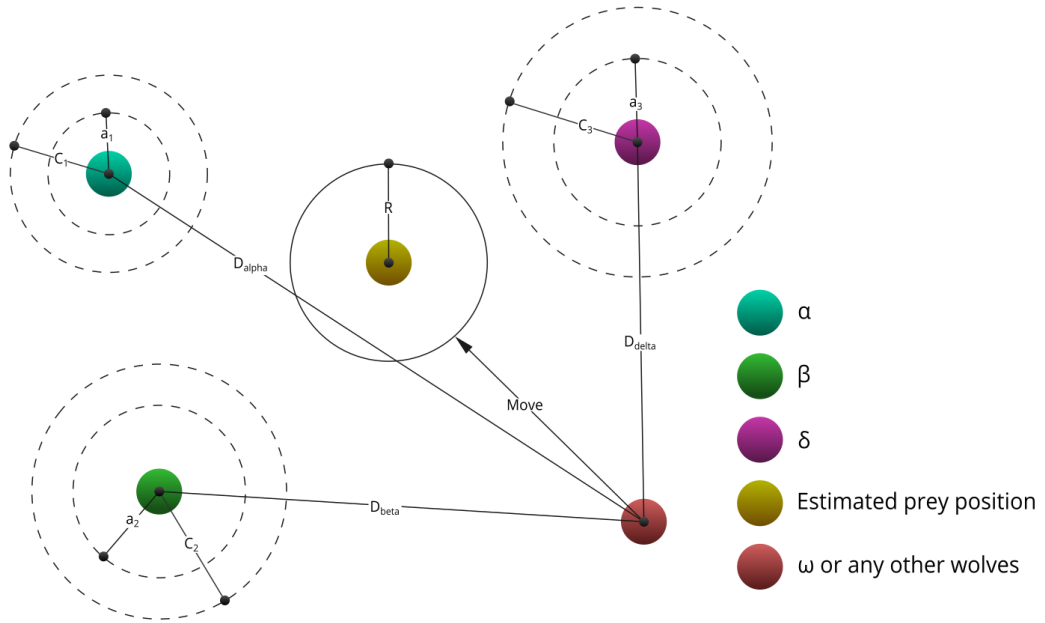 a₃
C₃
a₁
C₁
R
Dalpha
α
Ddelta
β
Move
δ
Estimated prey position
Dbeta
a₂
C₂
ω or any other wolves